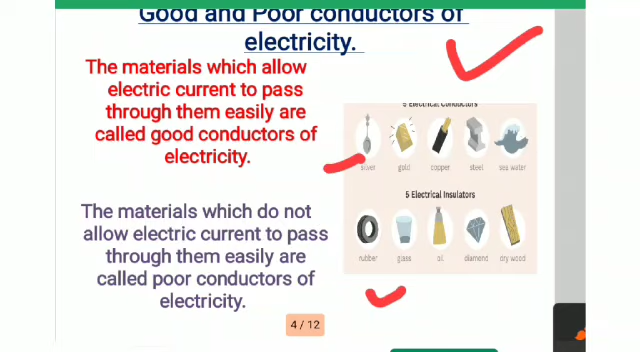 Good and Poor conductors of
electricity.
The materials which allow
electric current to pass
through them easily are
called good conductors of
electricity.
5 Electrical Conductors
silver gold copper steel sea water
5 Electrical Insulators
rubber glass oil diamond dry wood
The materials which do not
allow electric current to pass
through them easily are
called poor conductors of
electricity.
4 / 12